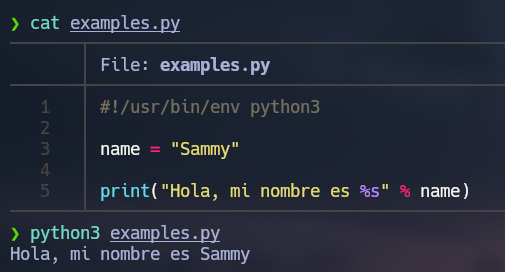 ❯ cat examples.py
File: examples.py
1 #!/usr/bin/env python3
2
3 name = "Sammy"
4
5 print("Hola, mi nombre es %s" % name)
❯ python3 examples.py
Hola, mi nombre es Sammy